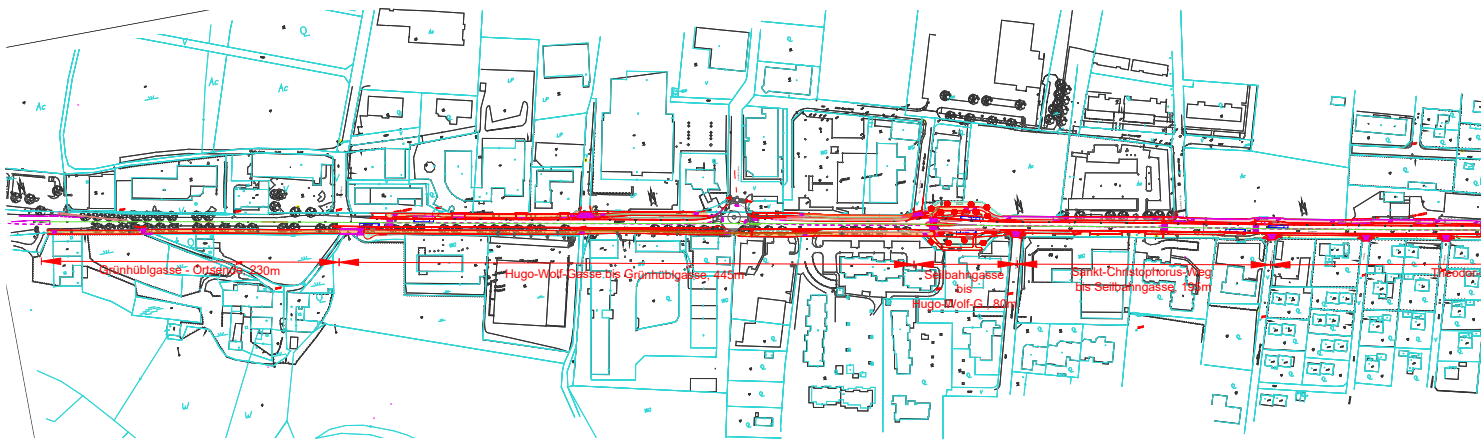 Grünhüblgasse - Ortsende, 230m
Hugo-Wolf-Gasse bis Grünhüblgasse, 445m
Seilbahngasse
bis
Hugo-Wolf-G., 80m
Sankt-Christophorus-Weg
bis Seilbahngasse, 195m
Theodor